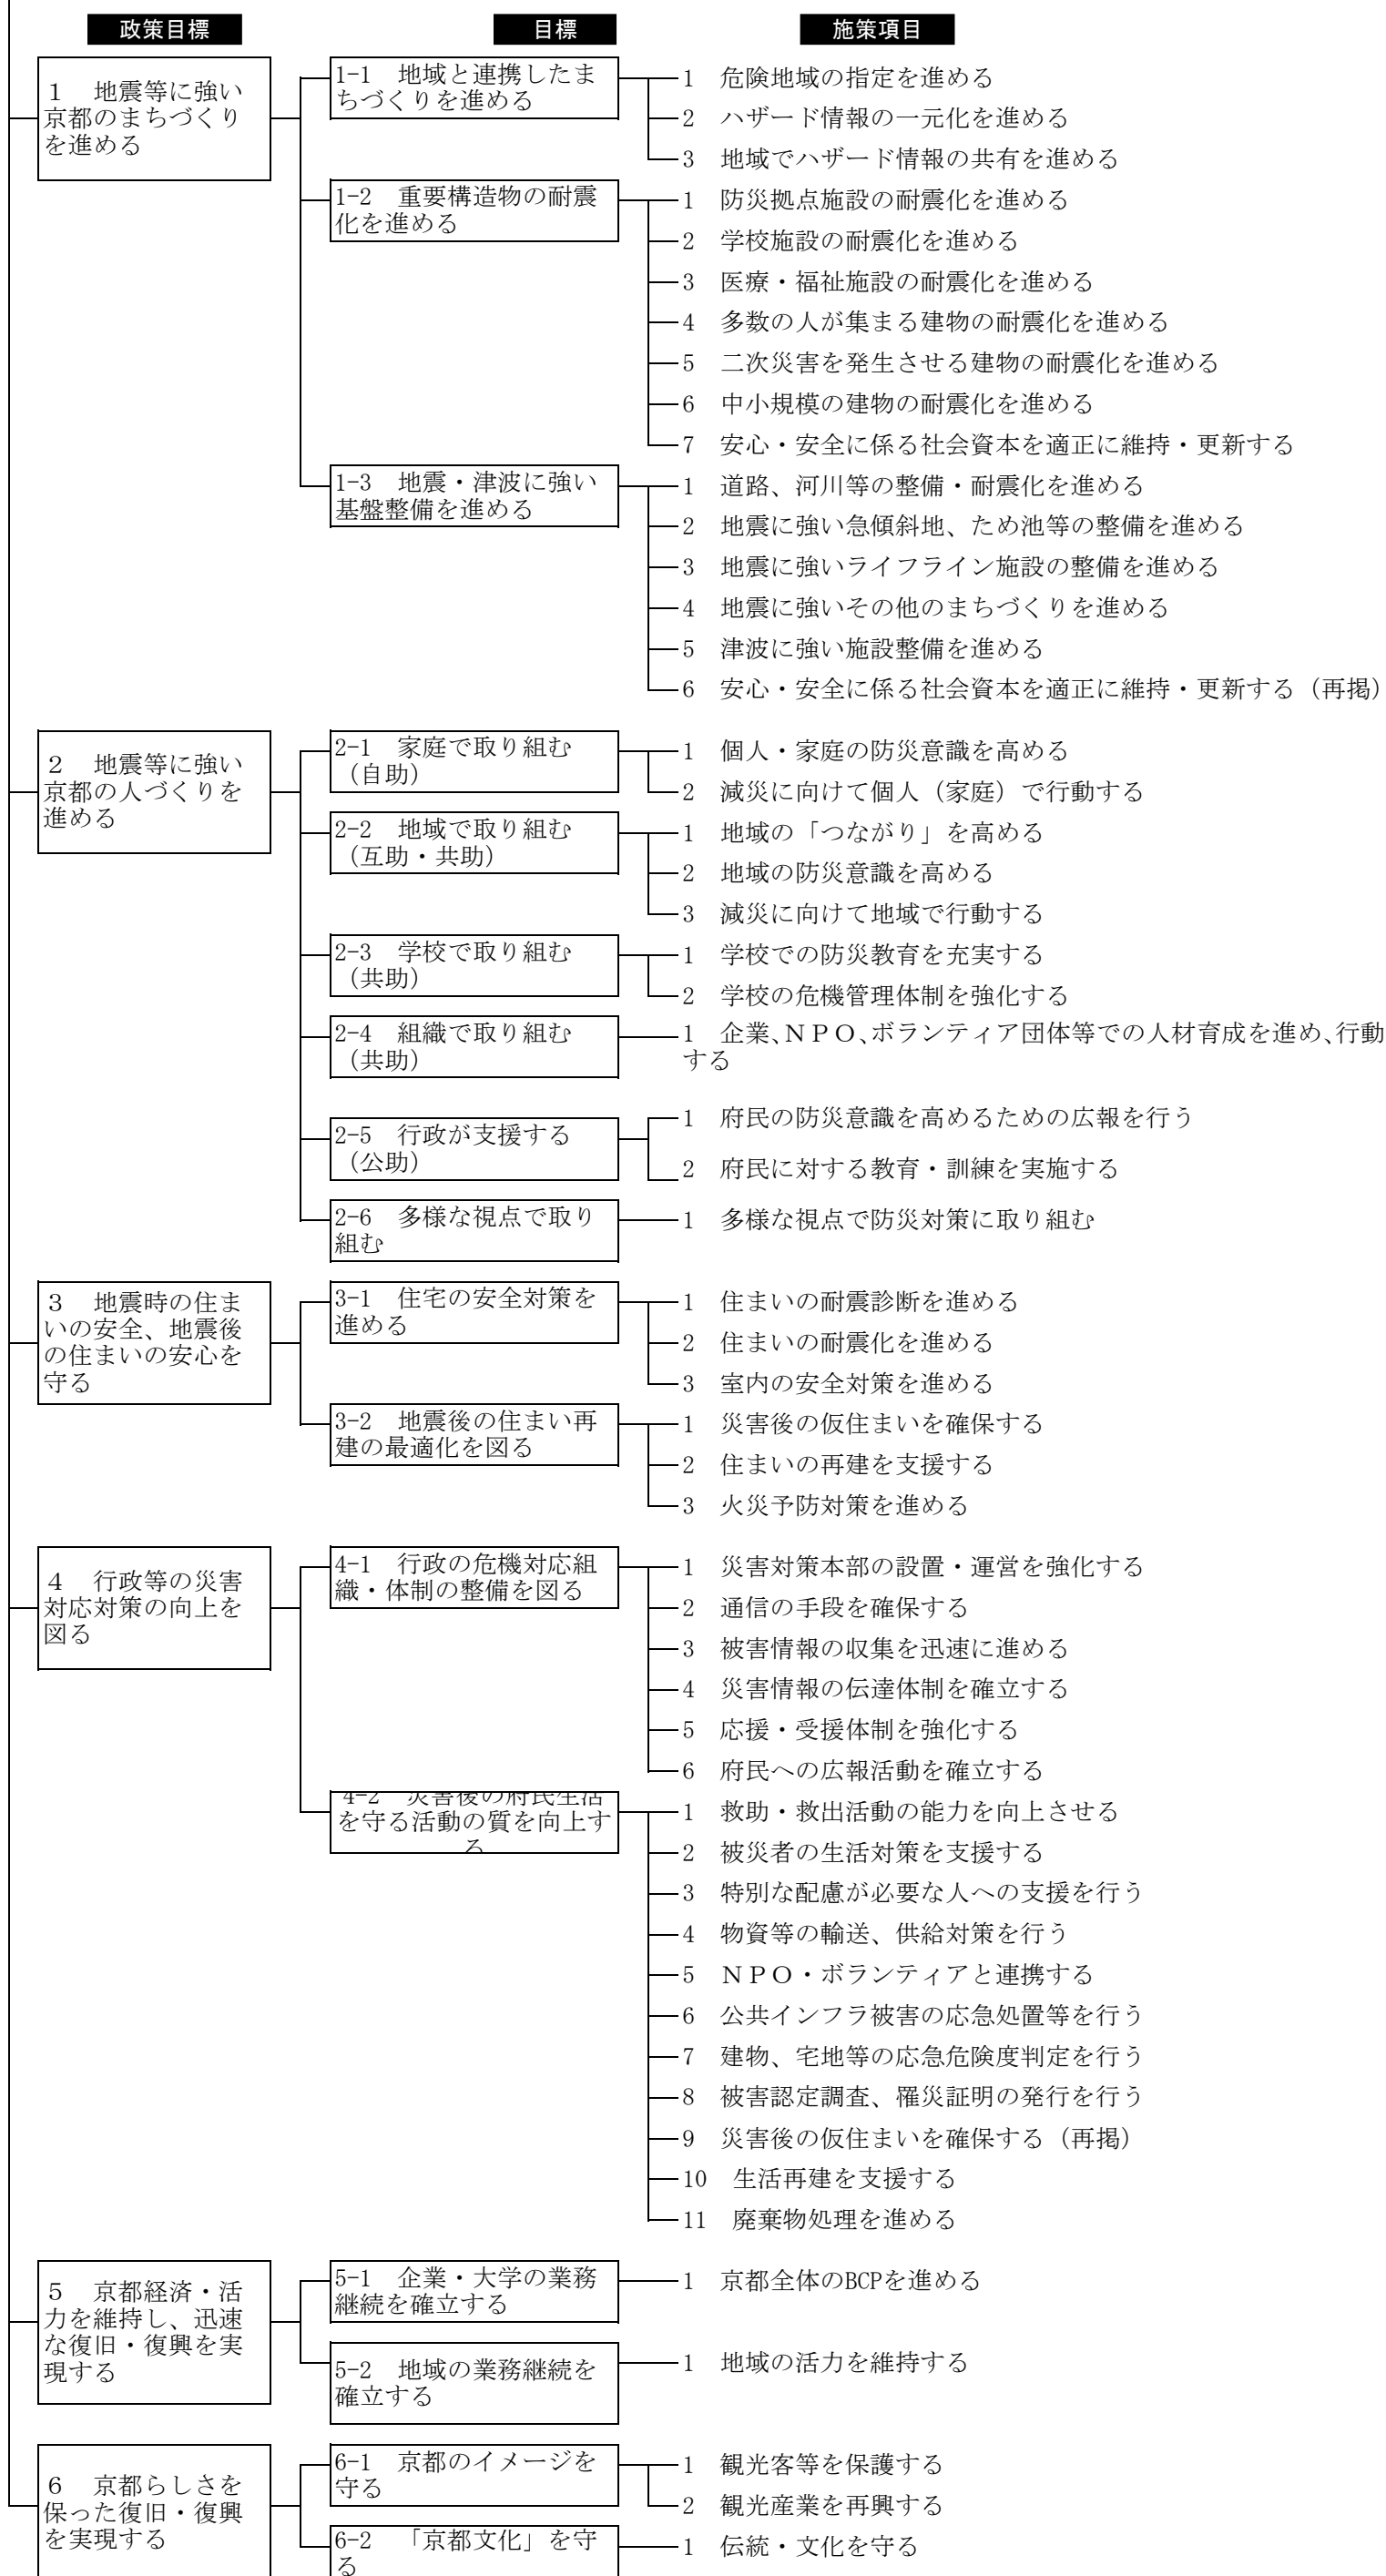 政策目標
目標
施策項目
１　地震等に強い
京都のまちづくり
を進める
1-1　地域と連携したま
ちづくりを進める
1　危険地域の指定を進める
2　ハザード情報の一元化を進める
3　地域でハザード情報の共有を進める
1-2　重要構造物の耐震
化を進める
1　防災拠点施設の耐震化を進める
2　学校施設の耐震化を進める
3　医療・福祉施設の耐震化を進める
4　多数の人が集まる建物の耐震化を進める
5　二次災害を発生させる建物の耐震化を進める
6　中小規模の建物の耐震化を進める
7　安心・安全に係る社会資本を適正に維持・更新する
1-3　地震・津波に強い
基盤整備を進める
1　道路、河川等の整備・耐震化を進める
2　地震に強い急傾斜地、ため池等の整備を進める
3　地震に強いライフライン施設の整備を進める
4　地震に強いその他のまちづくりを進める
5　津波に強い施設整備を進める
6　安心・安全に係る社会資本を適正に維持・更新する（再掲）
２　地震等に強い
京都の人づくりを
進める
2-1　家庭で取り組む
（自助）
1　個人・家庭の防災意識を高める
2　減災に向けて個人（家庭）で行動する
2-2　地域で取り組む
（互助・共助）
1　地域の「つながり」を高める
2　地域の防災意識を高める
3　減災に向けて地域で行動する
2-3　学校で取り組む
（共助）
1　学校での防災教育を充実する
2　学校の危機管理体制を強化する
2-4　組織で取り組む
（共助）
1　企業、ＮＰＯ、ボランティア団体等での人材育成を進め、行動
する
2-5　行政が支援する
（公助）
1　府民の防災意識を高めるための広報を行う
2　府民に対する教育・訓練を実施する
2-6　多様な視点で取り
組む
1　多様な視点で防災対策に取り組む
３　地震時の住ま
いの安全、地震後
の住まいの安心を
守る
3-1　住宅の安全対策を
進める
1　住まいの耐震診断を進める
2　住まいの耐震化を進める
3　室内の安全対策を進める
3-2　地震後の住まい再
建の最適化を図る
1　災害後の仮住まいを確保する
2　住まいの再建を支援する
3　火災予防対策を進める
４　行政等の災害
対応対策の向上を
図る
4-1　行政の危機対応組
織・体制の整備を図る
1　災害対策本部の設置・運営を強化する
2　通信の手段を確保する
3　被害情報の収集を迅速に進める
4　災害情報の伝達体制を確立する
5　応援・受援体制を強化する
6　府民への広報活動を確立する
4-2　災害後の府民生活
を守る活動の質を向上す
る
1　救助・救出活動の能力を向上させる
2　被災者の生活対策を支援する
3　特別な配慮が必要な人への支援を行う
4　物資等の輸送、供給対策を行う
5　ＮＰＯ・ボランティアと連携する
6　公共インフラ被害の応急処置等を行う
7　建物、宅地等の応急危険度判定を行う
8　被害認定調査、罹災証明の発行を行う
9　災害後の仮住まいを確保する（再掲）
10　生活再建を支援する
11　廃棄物処理を進める
５　京都経済・活
力を維持し、迅速
な復旧・復興を実
現する
5-1　企業・大学の業務
継続を確立する
1　京都全体のBCPを進める
5-2　地域の業務継続を
確立する
1　地域の活力を維持する
６　京都らしさを
保った復旧・復興
を実現する
6-1　京都のイメージを
守る
1　観光客等を保護する
2　観光産業を再興する
6-2　「京都文化」を守
る
1　伝統・文化を守る